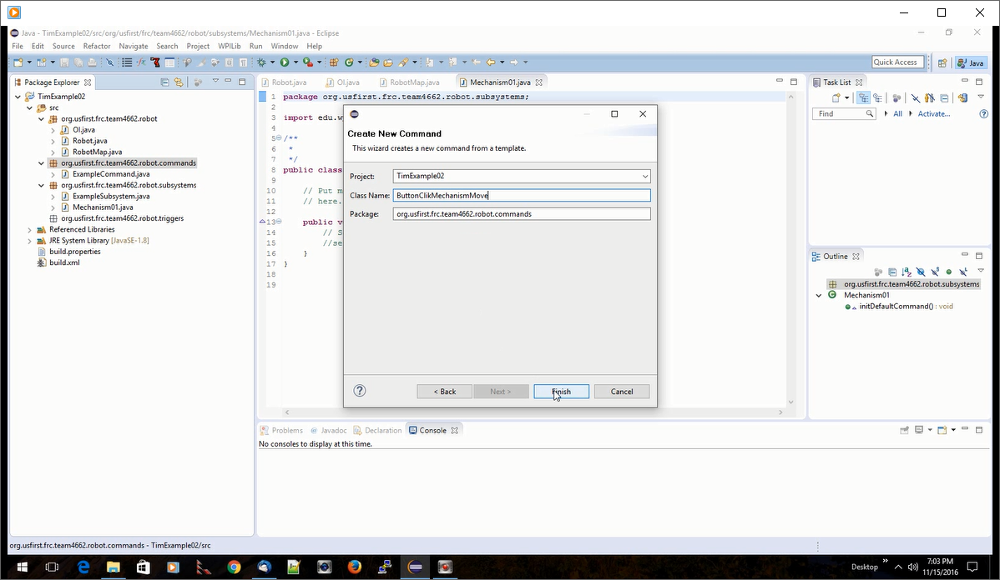 Java - TimExample02/src/org/usfirst/frc/team4662/robot/subsystems/Mechanism01.java - Eclipse
File Edit Source Refactor Navigate Search Project WPILib Run Window Help
Quick Access
Java
Package Explorer
TimExample02
src
org.usfirst.frc.team4662.robot
OI.java
Robot.java
RobotMap.java
org.usfirst.frc.team4662.robot.commands
ExampleCommand.java
org.usfirst.frc.team4662.robot.subsystems
ExampleSubsystem.java
Mechanism01.java
org.usfirst.frc.team4662.robot.triggers
Referenced Libraries
JRE System Library [JavaSE-1.8]
build.properties
build.xml
Robot.java OI.java RobotMap.java Mechanism01.java
1 package org.usfirst.frc.team4662.robot.subsystems;
2
3 import edu.w
4
5 /**
6 *
7 */
8 public class
9
10 // Put m
11 // here.
12
13 public v
14 // S
15 //se
16 }
17 }
18
19
Create New Command
This wizard creates a new command from a template.
Project: TimExample02
Class Name: ButtonClikMechanismMove
Package: org.usfirst.frc.team4662.robot.commands
? < Back Next > Finish Cancel
Task List
Find All Activate...
?
Outline
org.usfirst.frc.team4662.robot.subsystems
Mechanism01
initDefaultCommand() : void
Problems Javadoc Declaration Console
No consoles to display at this time.
org.usfirst.frc.team4662.robot.commands - TimExample02/src
Desktop
7:03 PM
11/15/2016